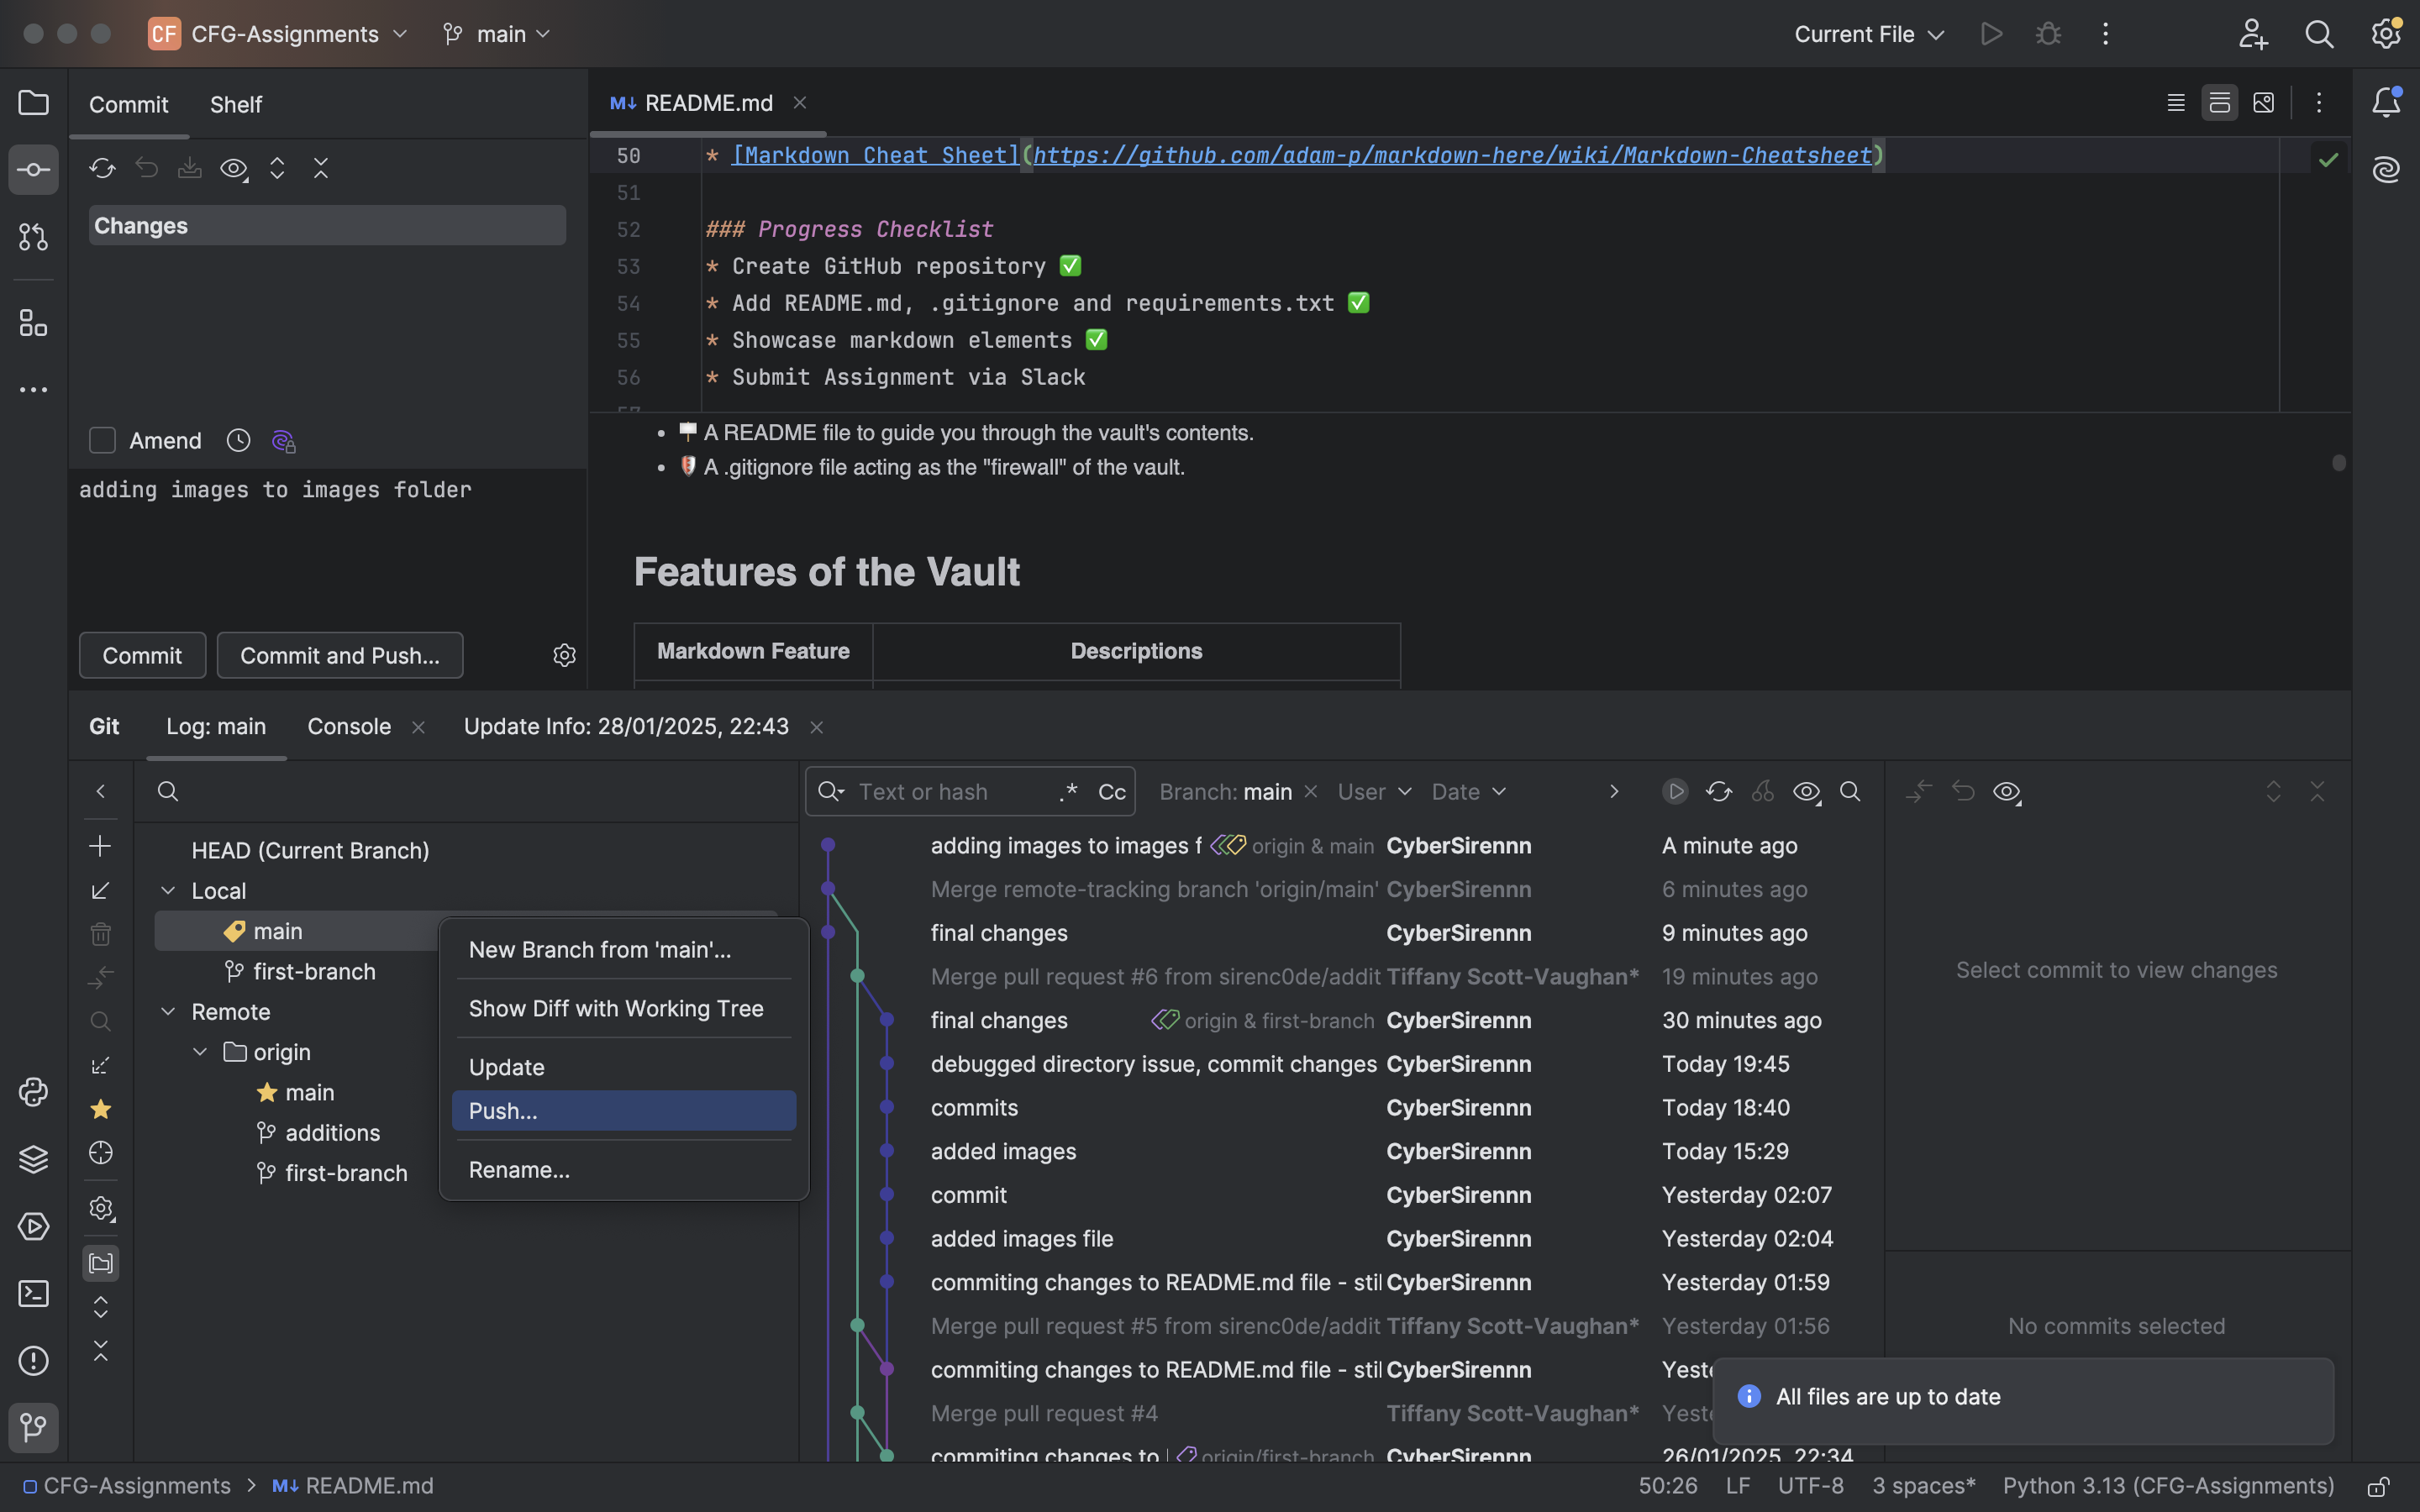 CF CFG-Assignments main Current File
Commit Shelf
README.md
Changes
50 * [Markdown Cheat Sheet](https://github.com/adam-p/markdown-here/wiki/Markdown-Cheatsheet)
51
52 ### Progress Checklist
53 * Create GitHub repository ✅
54 * Add README.md, .gitignore and requirements.txt ✅
55 * Showcase markdown elements ✅
56 * Submit Assignment via Slack
57
Amend
adding images to images folder
Commit Commit and Push...
• 🪧 A README file to guide you through the vault's contents.
• 🛡 A .gitignore file acting as the "firewall" of the vault.
Features of the Vault
Markdown Feature Descriptions
Git Log: main Console Update Info: 28/01/2025, 22:43
HEAD (Current Branch)
Local
main
first-branch
Remote
origin
main
additions
first-branch
New Branch from 'main'...
Show Diff with Working Tree
Update
Push...
Rename...
Text or hash .* Cc Branch: main User Date
adding images to images f origin & main CyberSirennn A minute ago
Merge remote-tracking branch 'origin/main' CyberSirennn 6 minutes ago
final changes CyberSirennn 9 minutes ago
Merge pull request #6 from sirenc0de/addit Tiffany Scott-Vaughan* 19 minutes ago
final changes origin & first-branch CyberSirennn 30 minutes ago
debugged directory issue, commit changes CyberSirennn Today 19:45
commits CyberSirennn Today 18:40
added images CyberSirennn Today 15:29
commit CyberSirennn Yesterday 02:07
added images file CyberSirennn Yesterday 02:04
commiting changes to README.md file - stil CyberSirennn Yesterday 01:59
Merge pull request #5 from sirenc0de/addit Tiffany Scott-Vaughan* Yesterday 01:56
commiting changes to README.md file - stil CyberSirennn Yest
Merge pull request #4 Tiffany Scott-Vaughan* Yest
commiting changes to origin/first-branch CyberSirennn 26/01/2025, 22:34
Select commit to view changes
No commits selected
All files are up to date
CFG-Assignments > README.md
50:26 LF UTF-8 3 spaces* Python 3.13 (CFG-Assignments)